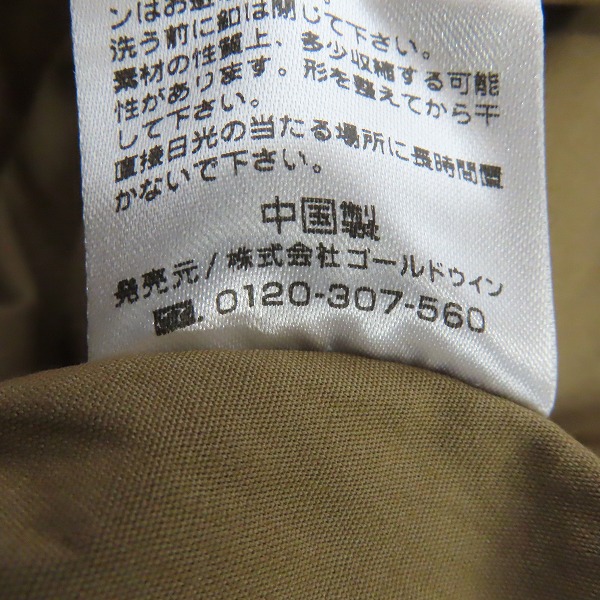 洗う前に釦は閉じて下さい。
素材の性質上、多少収縮する可能
性があります。形を整えてから干
して下さい。
直接日光の当たる場所に長時間置
かないで下さい。
中国製
発売元/株式会社ゴールドウイン
0120-307-560